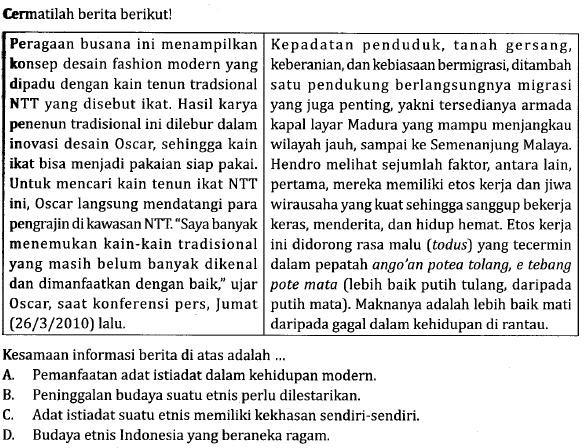 Cermatilah berita berikut!
Peragaan busana ini menampilkan
konsep desain fashion modern yang
dipadu dengan kain tenun tradsional
NTT yang disebut ikat. Hasil karya
penenun tradisional ini dilebur dalam
inovasi desain Oscar, sehingga kain
ikat bisa menjadi pakaian siap pakai.
Untuk mencari kain tenun ikat NTT
ini, Oscar langsung mendatangi para
pengrajin di kawasan NTT. “Saya banyak
menemukan kain-kain tradisional
yang masih belum banyak dikenal
dan dimanfaatkan dengan baik,” ujar
Oscar, saat konferensi pers, Jumat
(26/3/2010) lalu.
Kepadatan penduduk, tanah gersang,
keberanian, dan kebiasaan bermigrasi, ditambah
satu pendukung berlangsungnya migrasi
yang juga penting, yakni tersedianya armada
kapal layar Madura yang mampu menjangkau
wilayah jauh, sampai ke Semenanjung Malaya.
Hendro melihat sejumlah faktor, antara lain,
pertama, mereka memiliki etos kerja dan jiwa
wirausaha yang kuat sehingga sanggup bekerja
keras, menderita, dan hidup hemat. Etos kerja
ini didorong rasa malu (todus) yang tecermin
dalam pepatah ango’an potea tolang, e tebang
pote mata (lebih baik putih tulang, daripada
putih mata). Maknanya adalah lebih baik mati
daripada gagal dalam kehidupan di rantau.
Kesamaan informasi berita di atas adalah ...
A. Pemanfaatan adat istiadat dalam kehidupan modern.
B. Peninggalan budaya suatu etnis perlu dilestarikan.
C. Adat istiadat suatu etnis memiliki kekhasan sendiri-sendiri.
D. Budaya etnis Indonesia yang beraneka ragam.